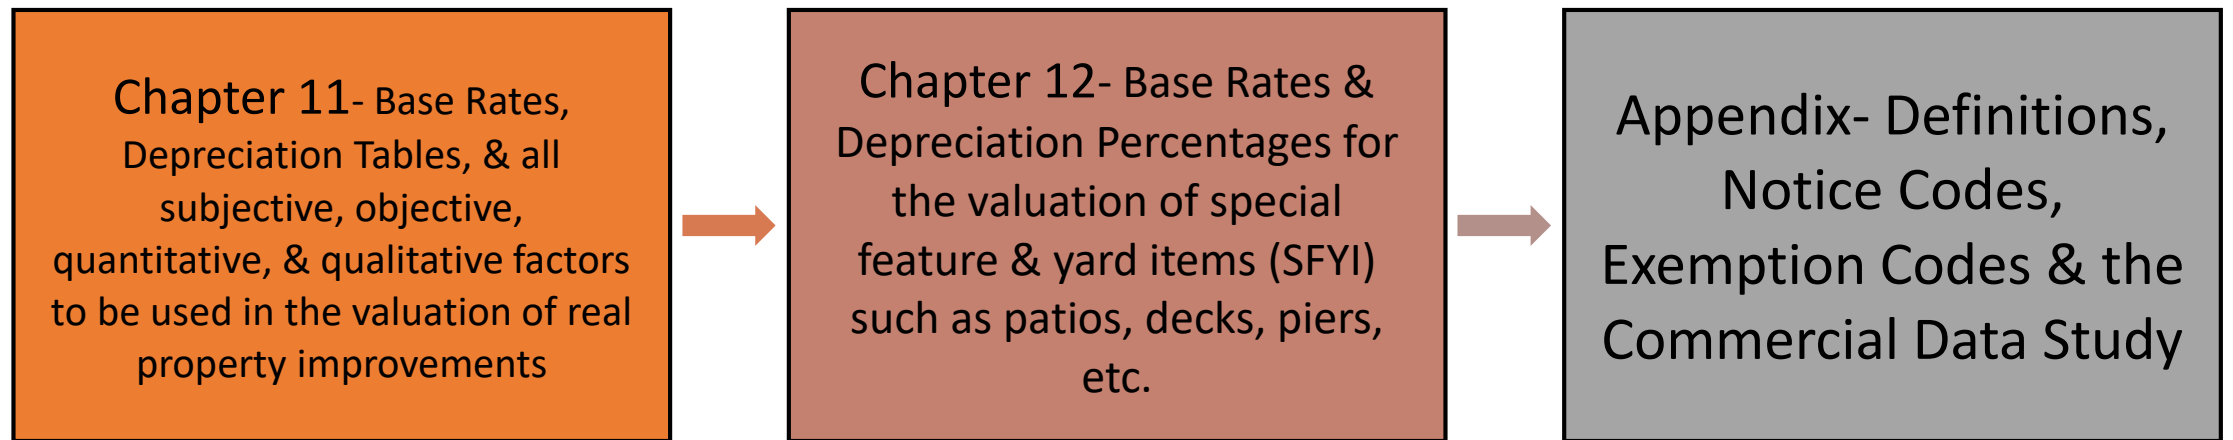 Chapter 11- Base Rates,
Depreciation Tables, & all
subjective, objective,
quantitative, & qualitative factors
to be used in the valuation of real
property improvements
Chapter 12- Base Rates &
Depreciation Percentages for
the valuation of special
feature & yard items (SFYI)
such as patios, decks, piers,
etc.
Appendix- Definitions,
Notice Codes,
Exemption Codes & the
Commercial Data Study